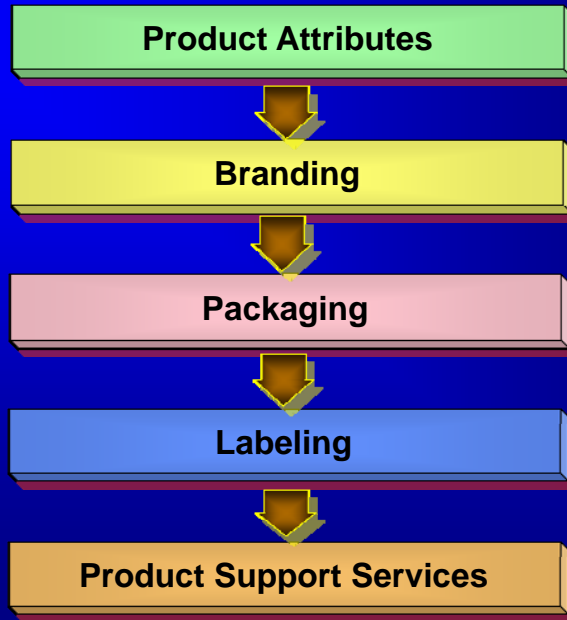 Product Attributes
Branding
Packaging
Labeling
Product Support Services